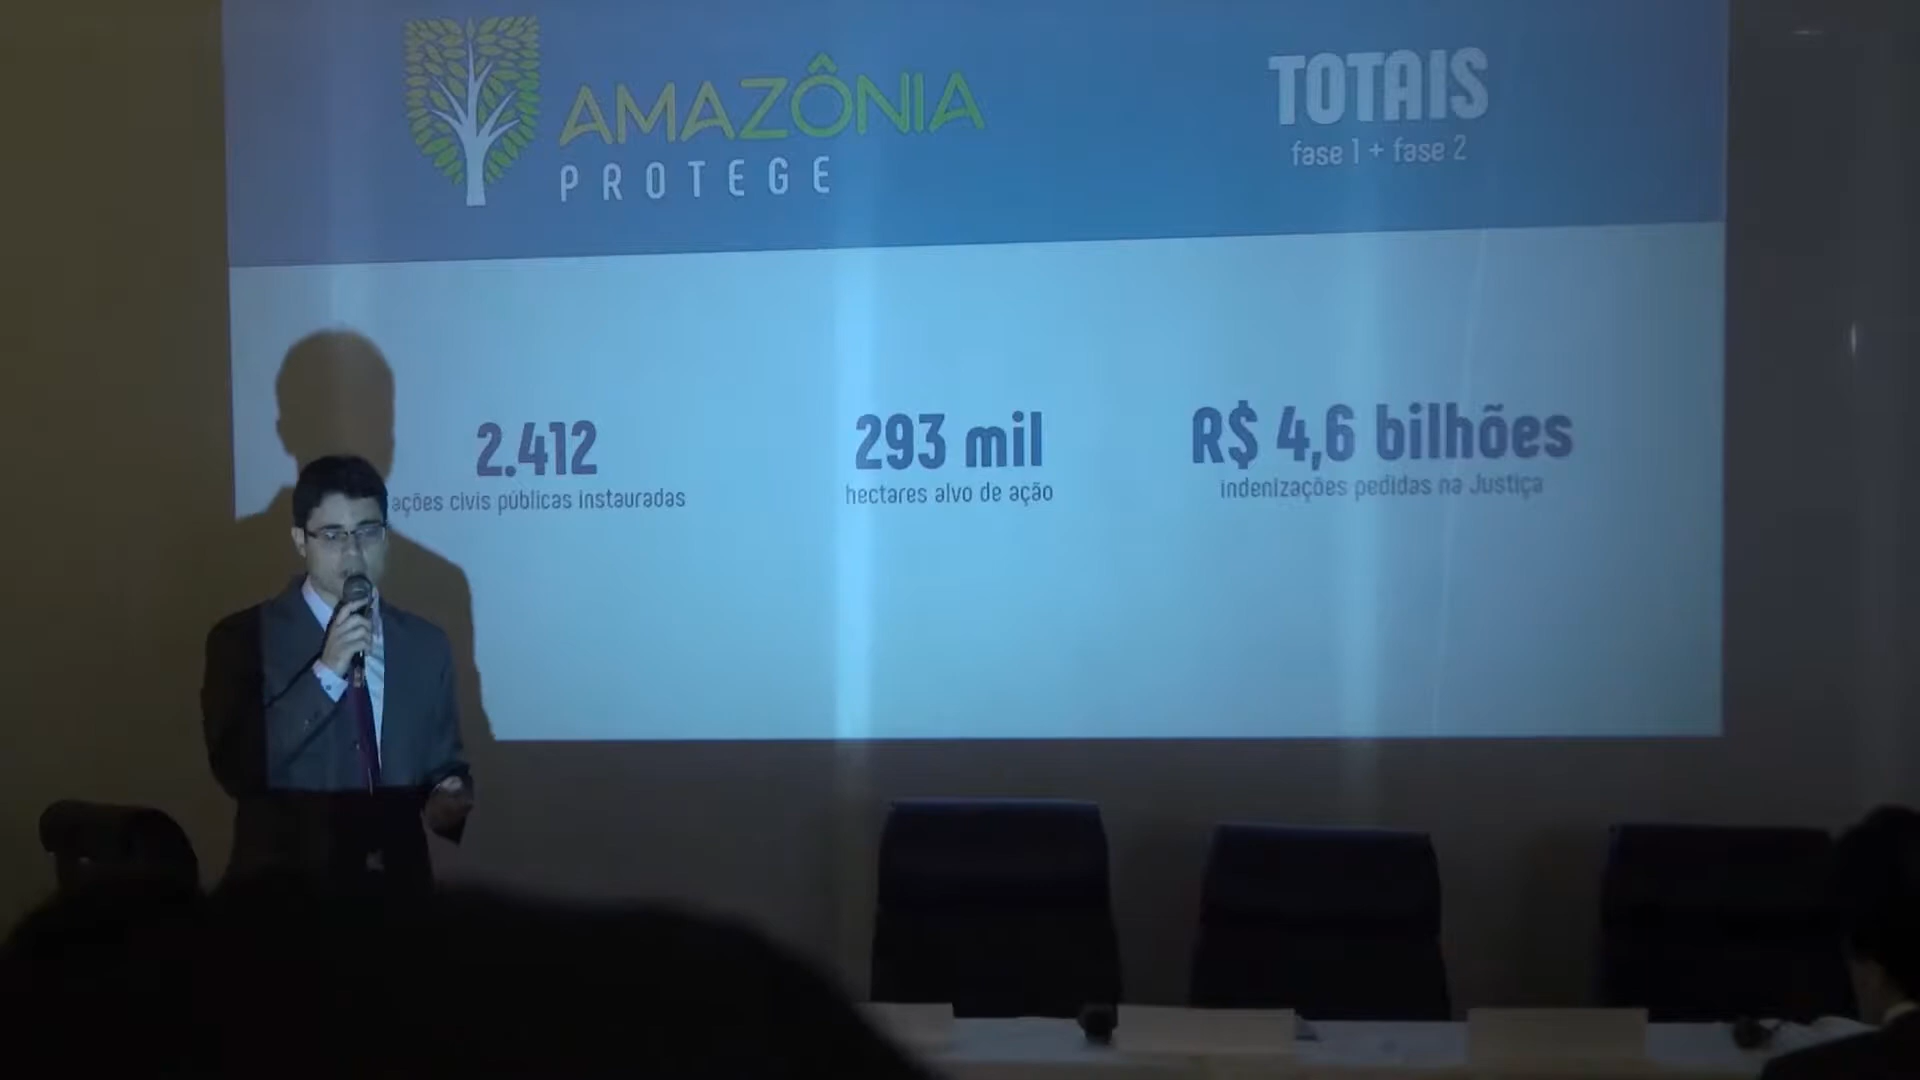 AMAZÔNIA
PROTEGE
TOTAIS
fase 1 + fase 2
2.412
ações civis públicas instauradas
293 mil
hectares alvo de ação
R$ 4,6 bilhões
indenizações pedidas na Justiça